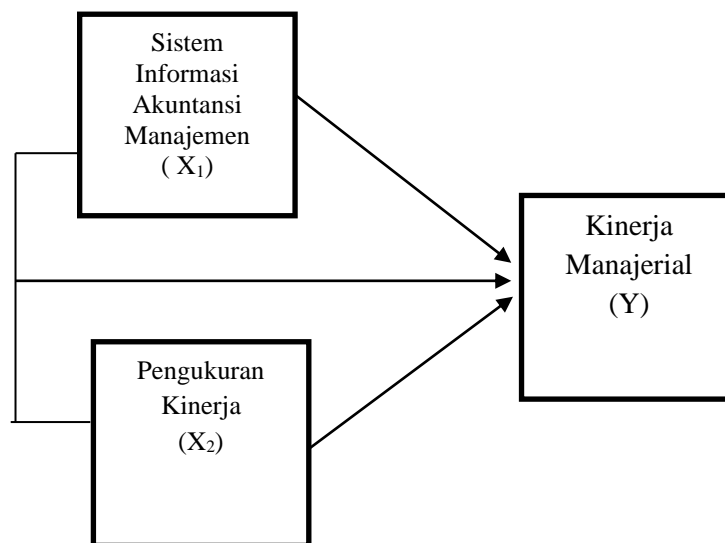 Sistem
Informasi
Akuntansi
Manajemen
( X₁)
Kinerja
Manajerial
(Y)
Pengukuran
Kinerja
(X₂)